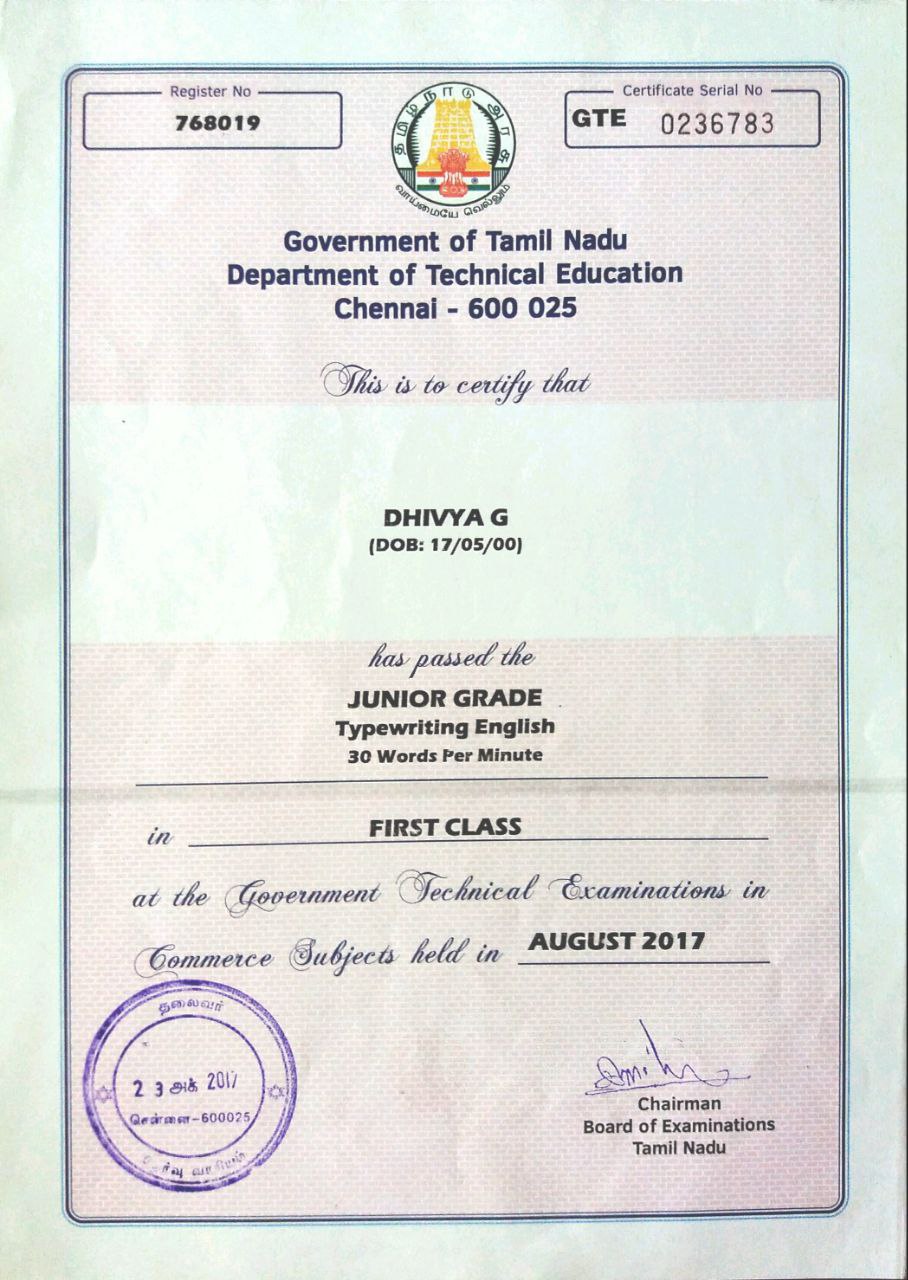 Register No
768019
Certificate Serial No
GTE 0236783
தமிழ்நாடு அரசு
வாய்மையே வெல்லும்
Government of Tamil Nadu
Department of Technical Education
Chennai - 600 025
This is to certify that
DHIVYA G
(DOB: 17/05/00)
has passed the
JUNIOR GRADE
Typewriting English
30 Words Per Minute
in FIRST CLASS
at the Government Technical Examinations in
Commerce Subjects held in AUGUST 2017
தலைவர்
23 அக் 2017
சென்னை-600025
Chairman
Board of Examinations
Tamil Nadu